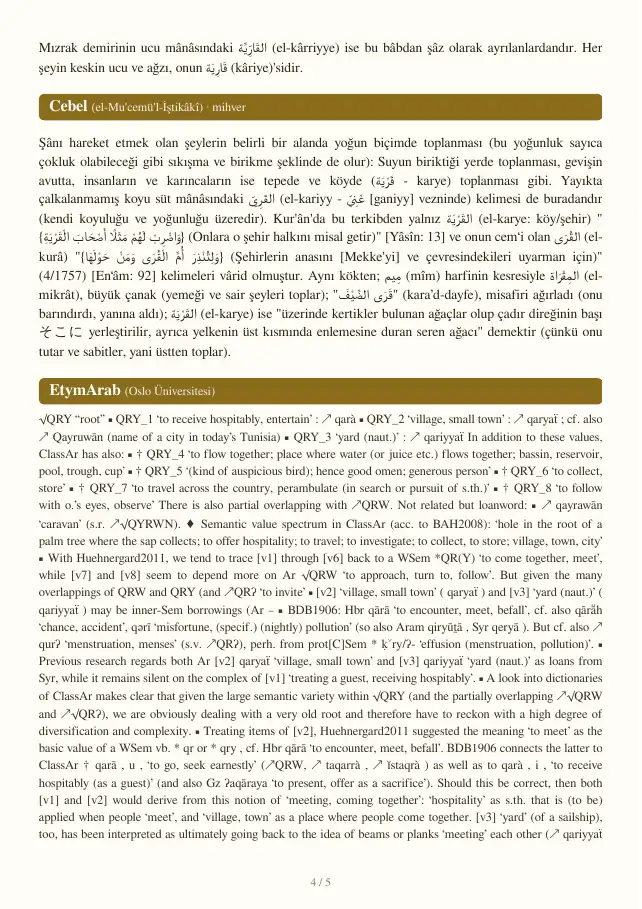 Mızrak demirinin ucu mânâsındaki القَارِيَّة (el-kârriyye) ise bu bâbdan şâz olarak ayrılanlardandır. Her
şeyin keskin ucu ve ağzı, onun قَارِيَة (kâriye)'sidir.
Cebel (el-Mu'cemü'l-İştikâkî) · mihver
Şânı hareket etmek olan şeylerin belirli bir alanda yoğun biçimde toplanması (bu yoğunluk sayıca
çokluk olabileceği gibi sıkışma ve birikme şeklinde de olur): Suyun biriktiği yerde toplanması, gevişin
avutta, insanların ve karıncaların ise tepede ve köyde (قَرْيَة - karye) toplanması gibi. Yayıkta
çalkalanmamış koyu süt mânâsındaki القَرِيّ (el-kariyy - غَنِيّ [ganiyy] vezninde) kelimesi de buradandır
(kendi koyuluğu ve yoğunluğu üzeredir). Kur'ân'da bu terkibden yalnız القَرْيَة (el-karye: köy/şehir) "
{وَاضْرِبْ لَهُمْ مَثَلًا أَصْحَابَ الْقَرْيَةِ} (Onlara o şehir halkını misal getir)" [Yâsîn: 13] ve onun cem‘i olan القُرَى (el-
kurâ) "{وَلِتُنْذِرَ أُمَّ الْقُرَى وَمَنْ حَوْلَهَا} (Şehirlerin anasını [Mekke'yi] ve çevresindekileri uyarman için)"
(4/1757) [En‘âm: 92] kelimeleri vârid olmuştur. Aynı kökten; ميم (mîm) harfinin kesresiyle المِقْرَاة (el-
mikrât), büyük çanak (yemeği ve sair şeyleri toplar); "قَرَى الضَّيْفَ" (kara’d-dayfe), misafiri ağırladı (onu
barındırdı, yanına aldı); القَرْيَة (el-karye) ise "üzerinde kertikler bulunan ağaçlar olup çadır direğinin başı
そこに yerleştirilir, ayrıca yelkenin üst kısmında enlemesine duran seren ağacı" demektir (çünkü onu
tutar ve sabitler, yani üstten toplar).
EtymArab (Oslo Üniversitesi)
√QRY “root” ▪ QRY_1 ‘to receive hospitably, entertain’ : ↗ qarà ▪ QRY_2 ‘village, small town’ : ↗ qaryaẗ ; cf. also
↗ Qayruwān (name of a city in today’s Tunisia) ▪ QRY_3 ‘yard (naut.)’ : ↗ qariyyaẗ In addition to these values,
ClassAr has also: ▪ † QRY_4 ‘to flow together; place where water (or juice etc.) flows together; bassin, reservoir,
pool, trough, cup’ ▪ † QRY_5 ‘(kind of auspicious bird); hence good omen; generous person’ ▪ † QRY_6 ‘to collect,
store’ ▪ † QRY_7 ‘to travel across the country, perambulate (in search or pursuit of s.th.)’ ▪ † QRY_8 ‘to follow
with o.’s eyes, observe’ There is also partial overlapping with ↗QRW. Not related but loanword: ▪ ↗ qayrawān
‘caravan’ (s.r. ↗√QYRWN). ♦ Semantic value spectrum in ClassAr (acc. to BAH2008): ‘hole in the root of a
palm tree where the sap collects; to offer hospitality; to travel; to investigate; to collect, to store; village, town, city’
▪ With Huehnergard2011, we tend to trace [v1] through [v6] back to a WSem *QR(Y) ‘to come together, meet’,
while [v7] and [v8] seem to depend more on Ar √QRW ‘to approach, turn to, follow’. But given the many
overlappings of QRW and QRY (and ↗QRʔ ‘to invite’ ▪ [v2] ‘village, small town’ ( qaryaẗ ) and [v3] ‘yard (naut.)’ (
qariyyaẗ ) may be inner-Sem borrowings (Ar – ▪ BDB1906: Hbr qārā ‘to encounter, meet, befall’, cf. also qārǟh
‘chance, accident’, qərī ‘misfortune, (specif.) (nightly) pollution’ (so also Aram qiryūṯā , Syr qeryā ). But cf. also ↗
qurʔ ‘menstruation, menses’ (s.v. ↗QRʔ), perh. from prot[C]Sem * ḳ˅ry/ʔ- ‘effusion (menstruation, pollution)’. ▪
Previous research regards both Ar [v2] qaryaẗ ‘village, small town’ and [v3] qariyyaẗ ‘yard (naut.)’ as loans from
Syr, while it remains silent on the complex of [v1] ‘treating a guest, receiving hospitably’. ▪ A look into dictionaries
of ClassAr makes clear that given the large semantic variety within √QRY (and the partially overlapping ↗√QRW
and ↗√QRʔ), we are obviously dealing with a very old root and therefore have to reckon with a high degree of
diversification and complexity. ▪ Treating items of [v2], Huehnergard2011 suggested the meaning ‘to meet’ as the
basic value of a WSem vb. * qr or * qry , cf. Hbr qārā ‘to encounter, meet, befall’. BDB1906 connects the latter to
ClassAr † qarā , u , ‘to go, seek earnestly’ (↗QRW, ↗ taqarrà , ↗ ĭstaqrà ) as well as to qarà , i , ‘to receive
hospitably (as a guest)’ (and also Gz ʔaqāraya ‘to present, offer as a sacrifice’). Should this be correct, then both
[v1] and [v2] would derive from this notion of ‘meeting, coming together’: ‘hospitality’ as s.th. that is (to be)
applied when people ‘meet’, and ‘village, town’ as a place where people come together. [v3] ‘yard’ (of a sailship),
too, has been interpreted as ultimately going back to the idea of beams or planks ‘meeting’ each other (↗ qariyyaẗ
4 / 5